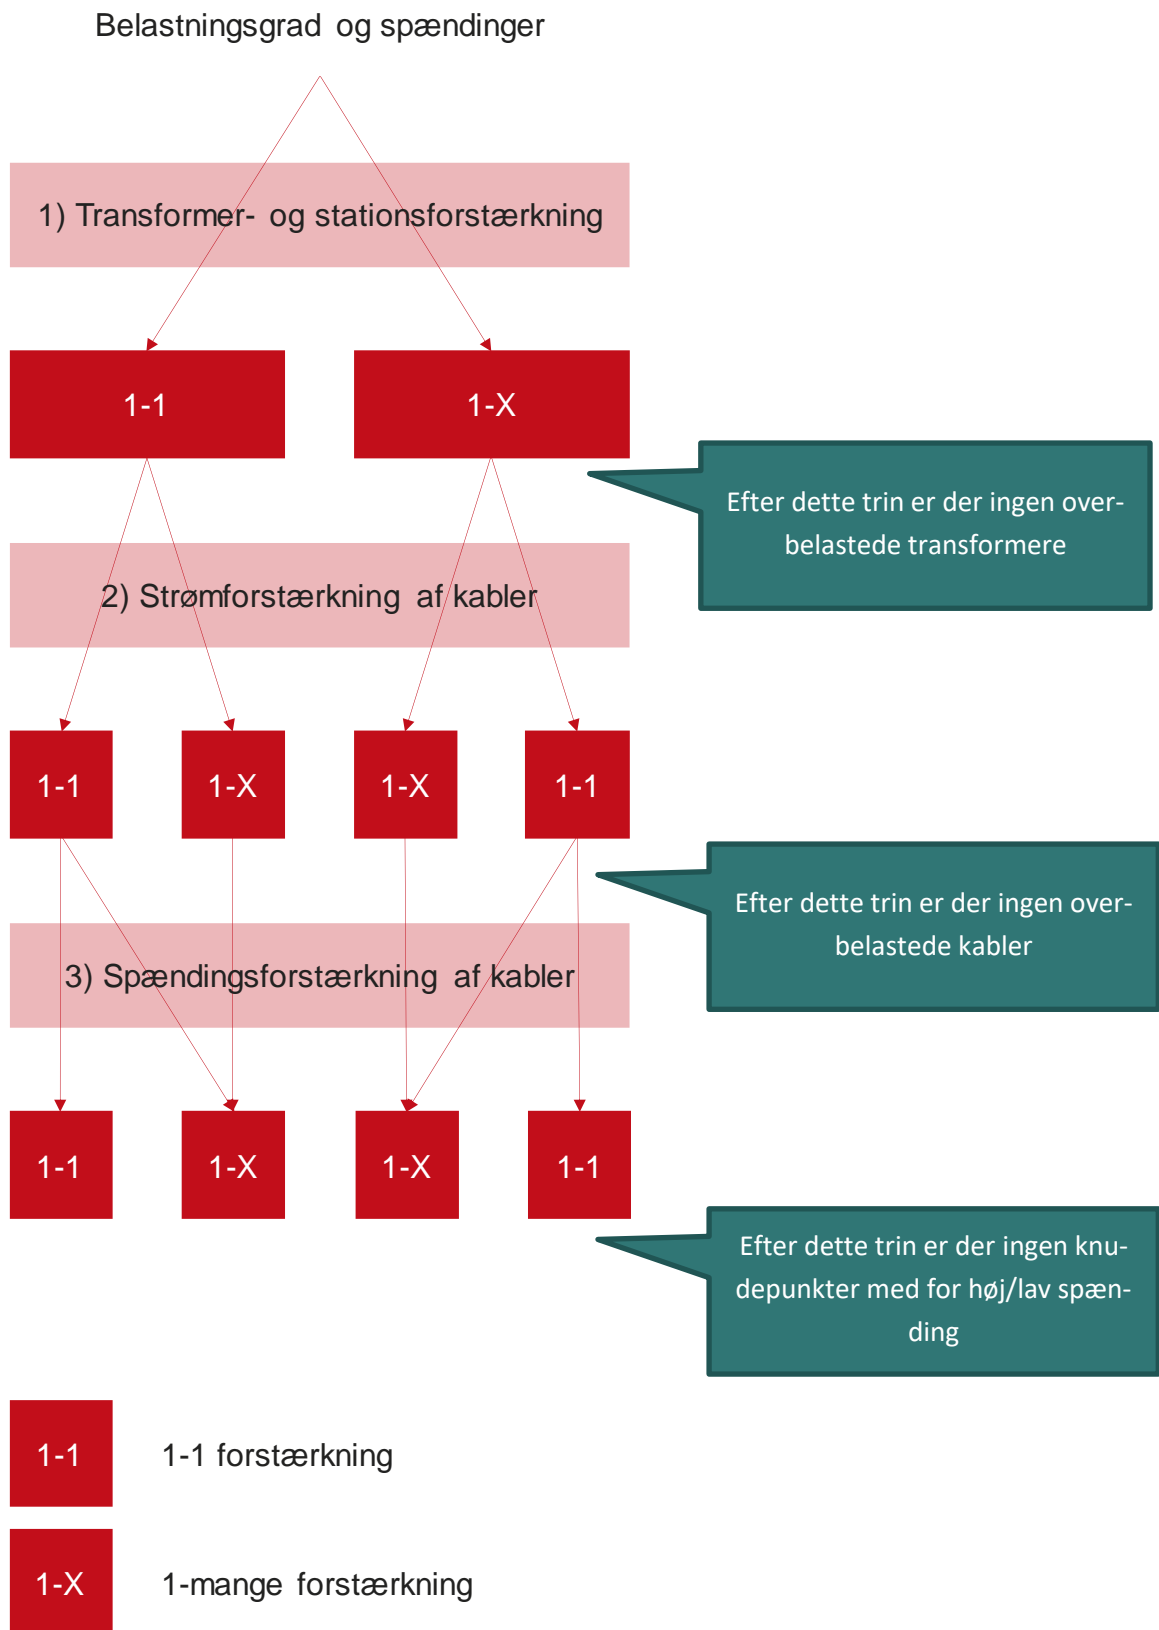 Belastningsgrad og spændinger
1) Transformer- og stationsforstærkning
1-1
1-X
Efter dette trin er der ingen over-
belastede transformere
2) Strømforstærkning af kabler
1-1
1-X
1-X
1-1
Efter dette trin er der ingen over-
belastede kabler
3) Spændingsforstærkning af kabler
1-1
1-X
1-X
1-1
Efter dette trin er der ingen knu-
depunkter med for høj/lav spæn-
ding
1-1
1-1 forstærkning
1-X
1-mange forstærkning